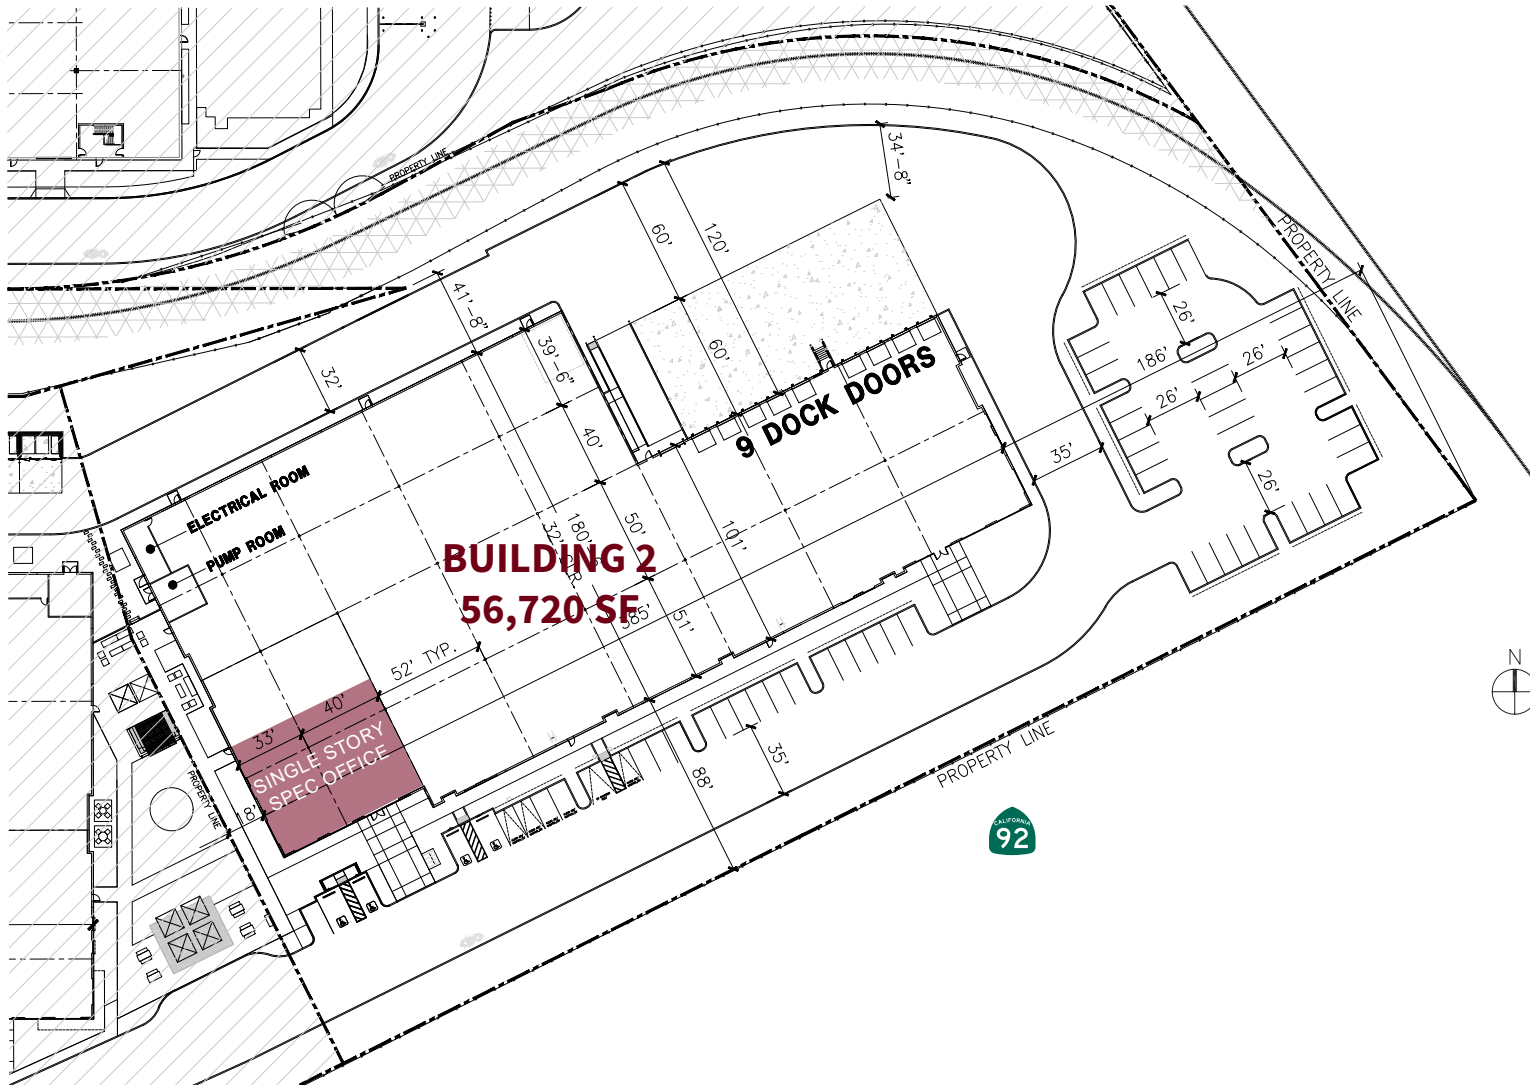 PROPERTY LINE
34'-8"
60'
120'
PROPERTY LINE
41'-8"
26'
32'
39'-6"
60'
186'
26'
26'
9 DOCK DOORS
40'
35'
26'
ELECTRICAL ROOM
PUMP ROOM
180'
50'
101'
BUILDING 2
56,720 SF
51'
52' TYP.
40'
33'
SINGLE STORY
SPEC OFFICE
N
PROPERTY LINE
88'
35'
PROPERTY LINE
CALIFORNIA
92